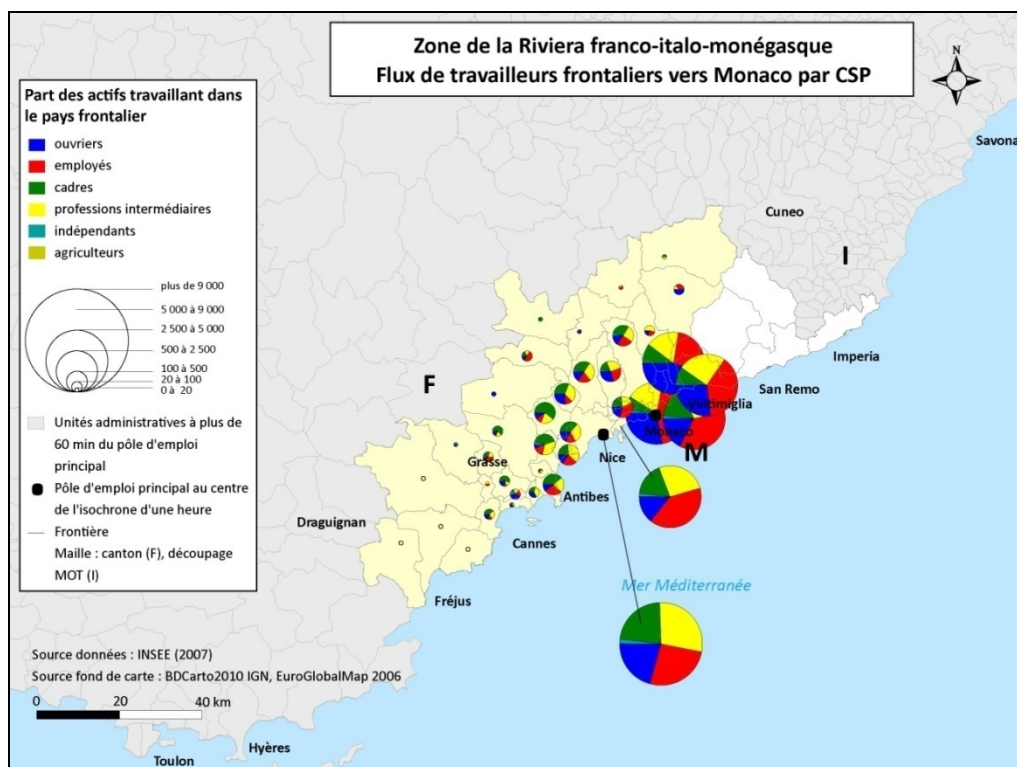 Zone de la Riviera franco-italo-monégasque
Flux de travailleurs frontaliers vers Monaco par CSP
N
Part des actifs travaillant dans
le pays frontalier
ouvriers
employés
cadres
professions intermédiaires
indépendants
agriculteurs
plus de 9 000
5 000 à 9 000
2 500 à 5 000
500 à 2 500
100 à 500
20 à 100
0 à 20
Unités administratives à plus de
60 min du pôle d'emploi
principal
Pôle d'emploi principal au centre
de l'isochrone d'une heure
Frontière
Maille : canton (F), découpage
MOT (I)
Savona
Cuneo
I
Imperia
San Remo
F
Vintimiglia
Monaco
M
Nice
Grasse
Antibes
Draguignan
Cannes
Mer Méditerranée
Fréjus
Source données : INSEE (2007)
Source fond de carte : BDCarto2010 IGN, EuroGlobalMap 2006
0 20 40 km
Hyères
Toulon